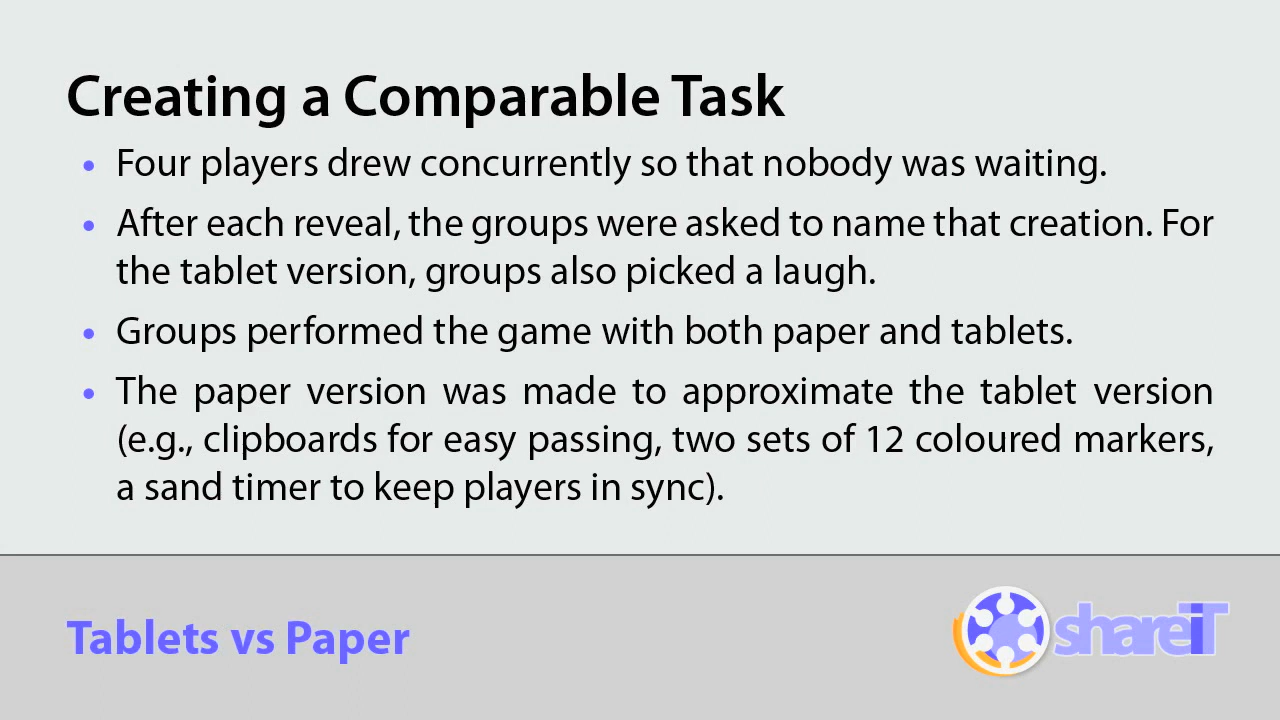 Creating a Comparable Task
• Four players drew concurrently so that nobody was waiting.
• After each reveal, the groups were asked to name that creation. For
the tablet version, groups also picked a laugh.
• Groups performed the game with both paper and tablets.
• The paper version was made to approximate the tablet version
(e.g., clipboards for easy passing, two sets of 12 coloured markers,
a sand timer to keep players in sync).
Tablets vs Paper
shareiT